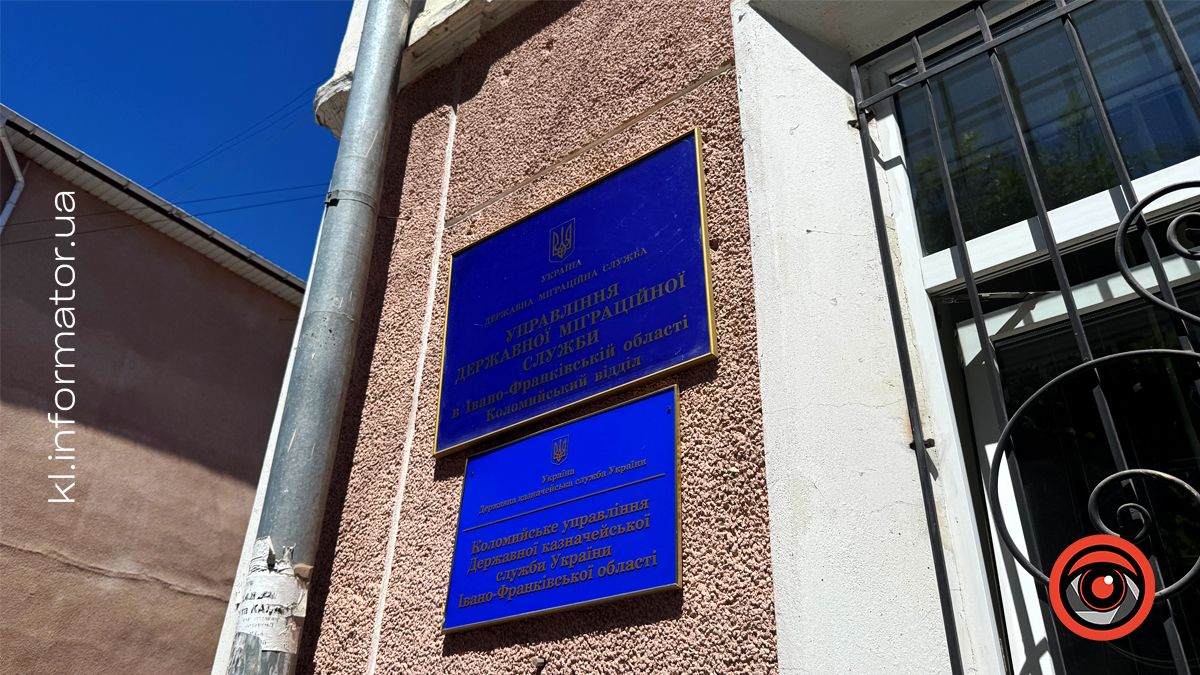 kl.informator.ua
УКРАЇНА
ДЕРЖАВНА МІГРАЦІЙНА СЛУЖБА
УПРАВЛІННЯ
ДЕРЖАВНОЇ МІГРАЦІЙНОЇ
СЛУЖБИ
в Івано-Франківській області
Коломийський відділ
Україна
Державна казначейська служба України
Коломийське управління
Державної казначейської
служби України
Івано-Франківської області